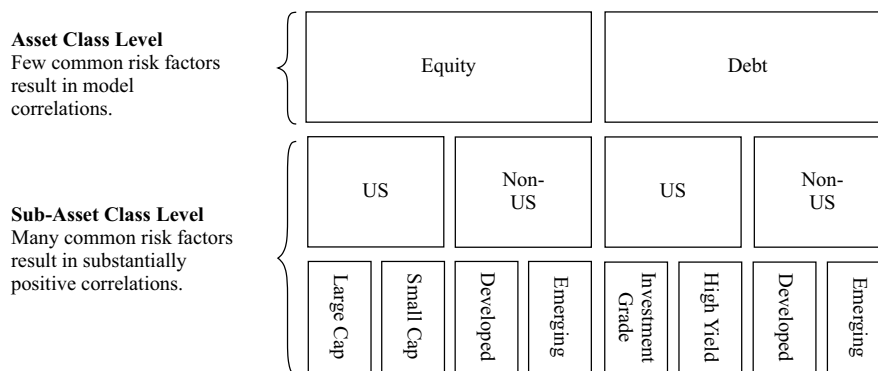 Asset Class Level
Few common risk factors
result in model
correlations.
Equity
Debt
Sub-Asset Class Level
Many common risk factors
result in substantially
positive correlations.
US
Non-
US
US
Non-
US
Large Cap
Small Cap
Developed
Emerging
Investment
Grade
High Yield
Developed
Emerging